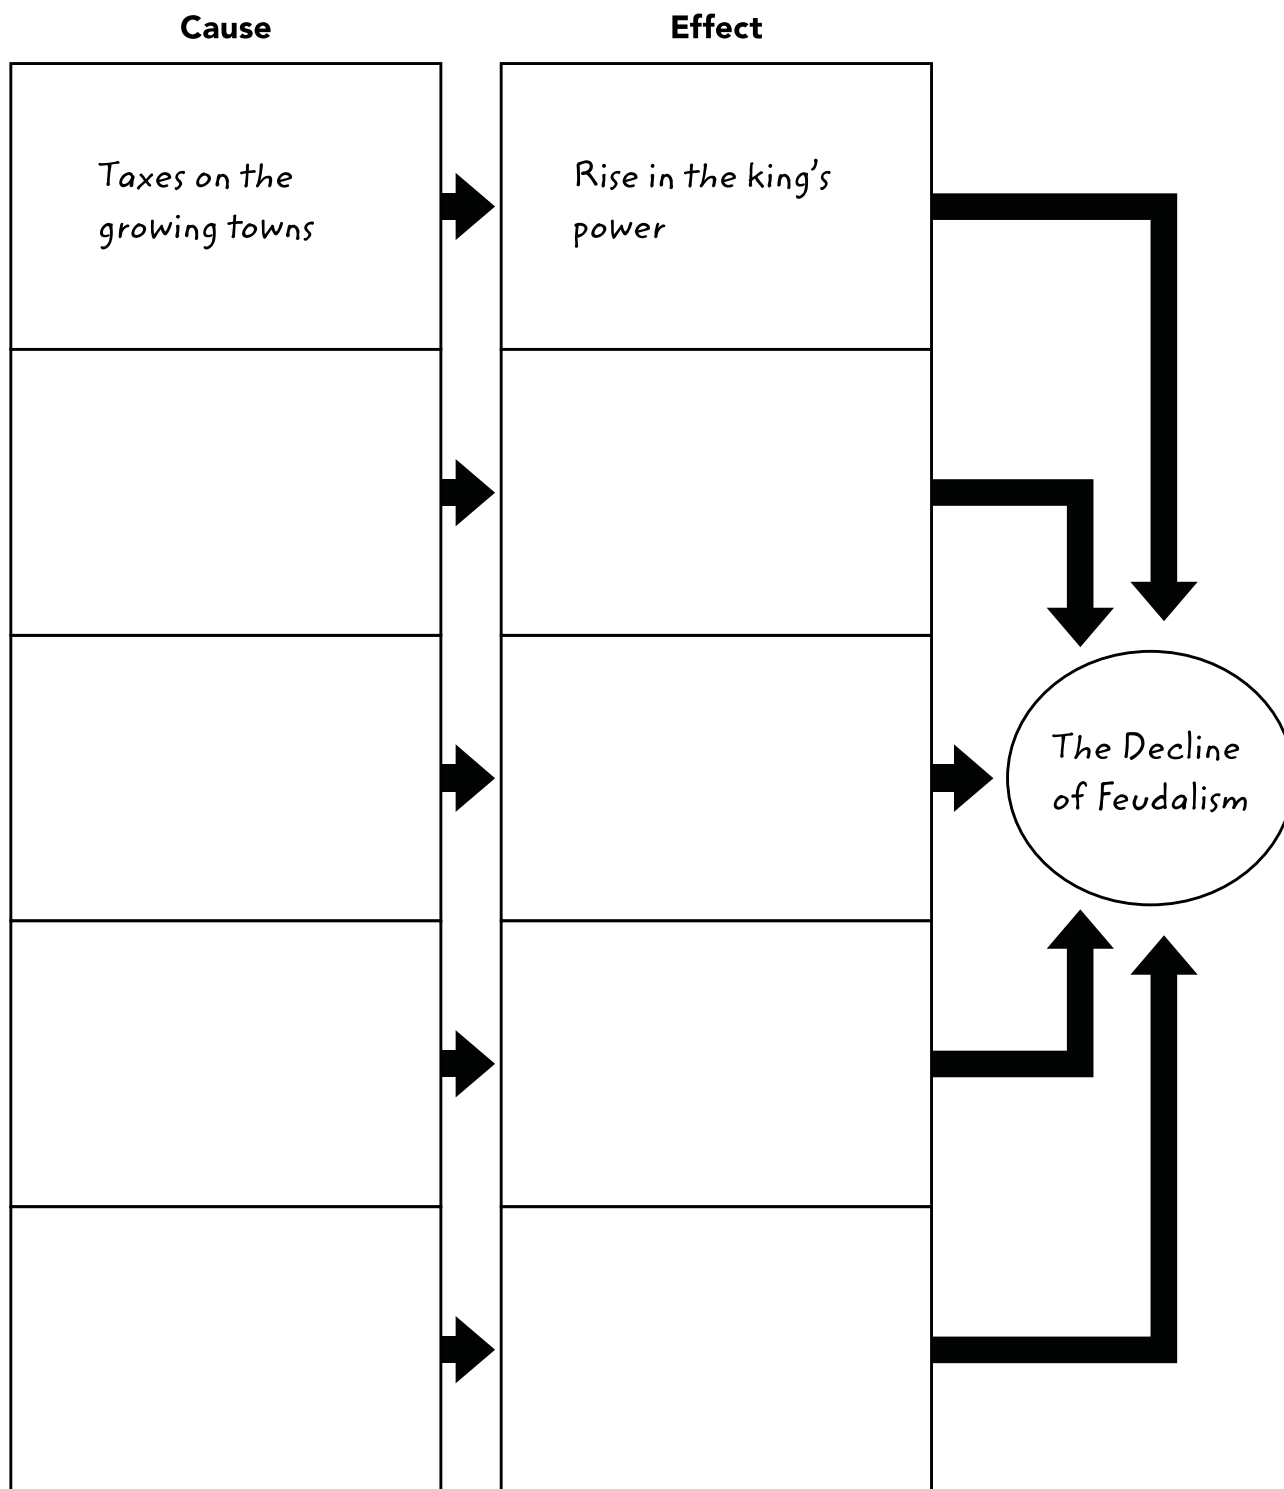 Cause
Effect
Taxes on the
growing towns
Rise in the king's
power
The Decline
of Feudalism